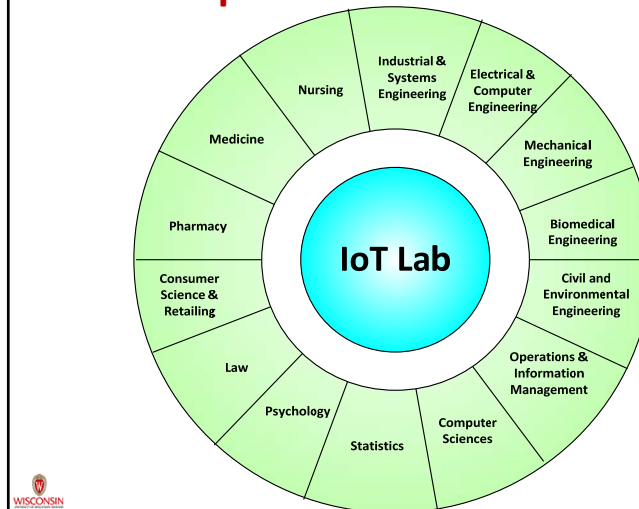 Industrial &
Systems
Engineering
Electrical &
Computer
Engineering
Mechanical
Engineering
Biomedical
Engineering
Civil and
Environmental
Engineering
Operations &
Information
Management
Computer
Sciences
Statistics
Psychology
Law
Consumer
Science &
Retailing
Pharmacy
Medicine
Nursing
IoT Lab
W
WISCONSIN